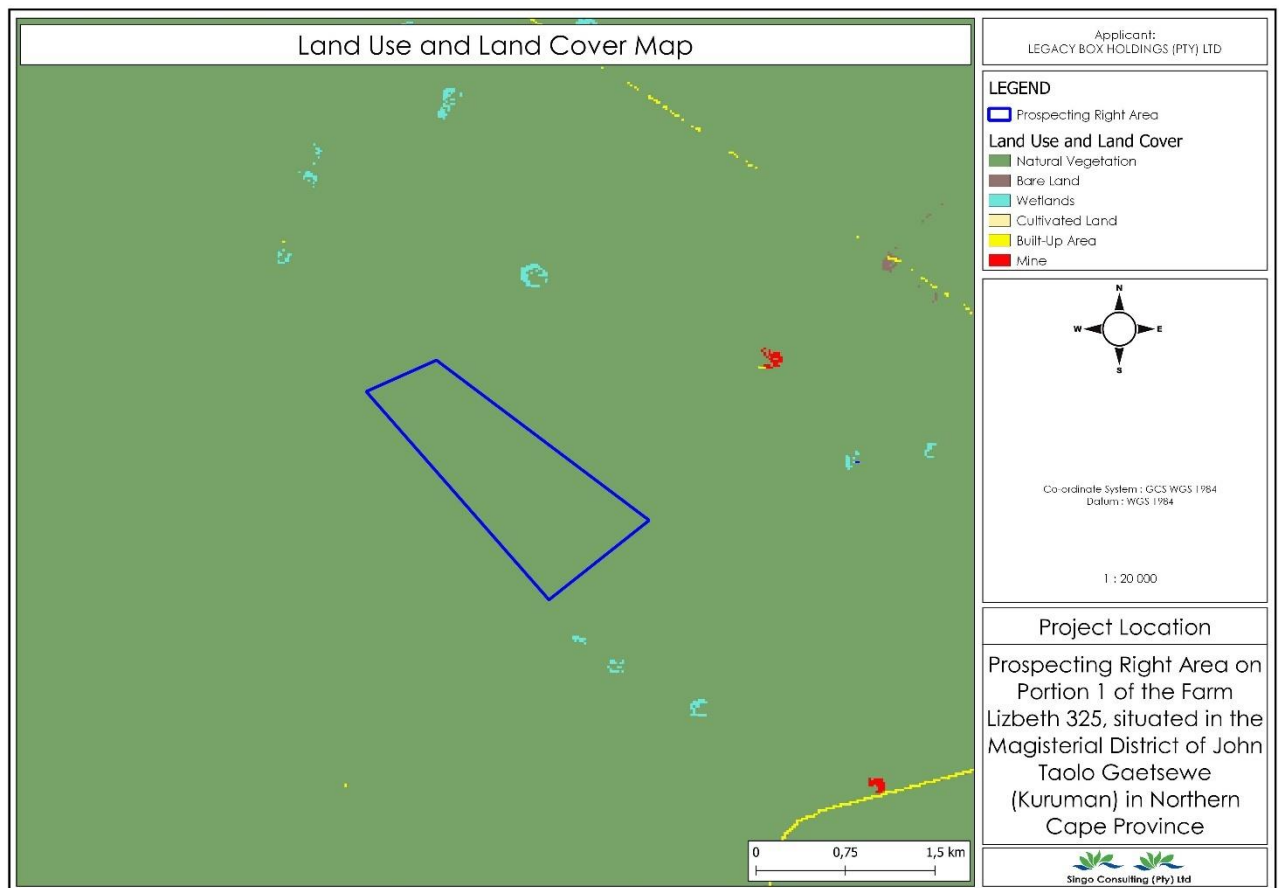 Land Use and Land Cover Map
Applicant:
LEGACY BOX HOLDINGS (PTY) LTD
LEGEND
Prospecting Right Area
Land Use and Land Cover
Natural Vegetation
Bare Land
Wetlands
Cultivated Land
Built-Up Area
Mine
N
W
E
S
Co-ordinate System : GCS WGS 1984
Datum : WGS 1984
1 : 20 000
Project Location
Prospecting Right Area on
Portion 1 of the Farm
Lizbeth 325, situated in the
Magisterial District of John
Taolo Gaetsewe
(Kuruman) in Northern
Cape Province
0 0,75 1,5 km
Singo Consulting (Pty) Ltd